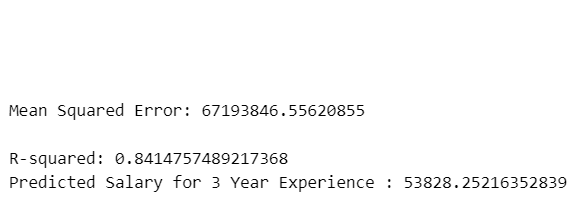 Mean Squared Error: 67193846.55620855
R-squared: 0.8414757489217368
Predicted Salary for 3 Year Experience : 53828.25216352839